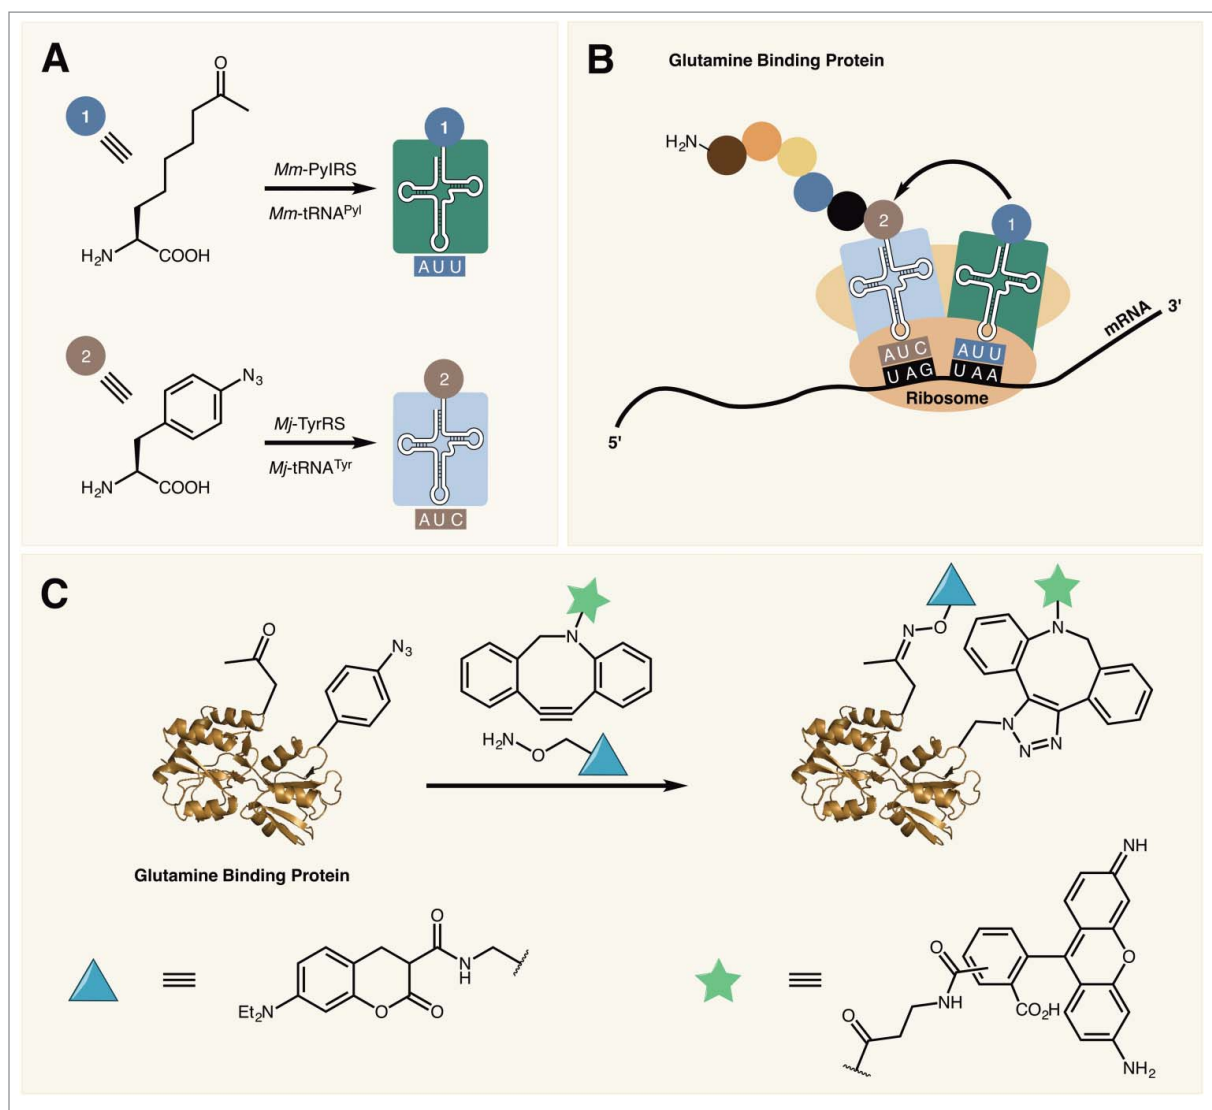 A
O
1
H2N
COOH
Mm-PylRS
Mm-tRNAPyl
1
AUU
2
N3
H2N
COOH
Mj-TyrRS
Mj-tRNATyr
2
AUC
B
Glutamine Binding Protein
H2N
2
1
AUC
AUU
UAG
UAA
Ribosome
mRNA
3'
5'
C
O
N3
N
H2N
O
N
O
N
N
N
N
Glutamine Binding Protein
O
N
H
Et2N
O
O
NH
O
NH
O
CO2H
O
NH2